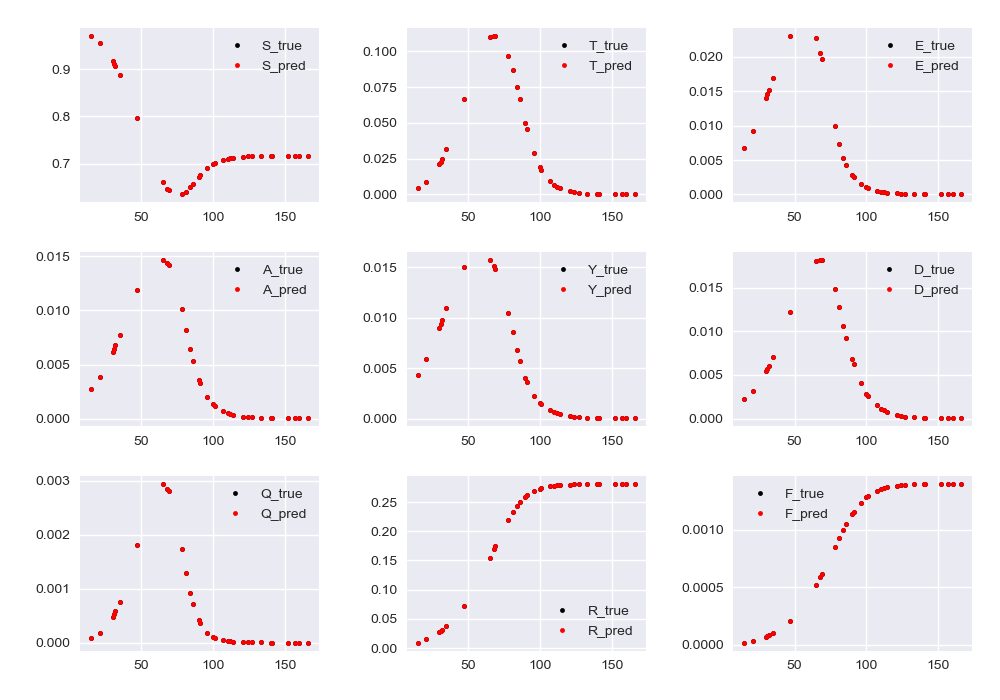 S_true
S_pred
0.9
0.8
0.7
50 100 150
T_true
T_pred
0.100
0.075
0.050
0.025
0.000
50 100 150
E_true
E_pred
0.020
0.015
0.010
0.005
0.000
50 100 150
A_true
A_pred
0.015
0.010
0.005
0.000
50 100 150
Y_true
Y_pred
0.015
0.010
0.005
0.000
50 100 150
D_true
D_pred
0.015
0.010
0.005
0.000
50 100 150
Q_true
Q_pred
0.003
0.002
0.001
0.000
50 100 150
0.25
0.20
0.15
0.10
0.05
0.00
R_true
R_pred
50 100 150
F_true
F_pred
0.0010
0.0005
0.0000
50 100 150